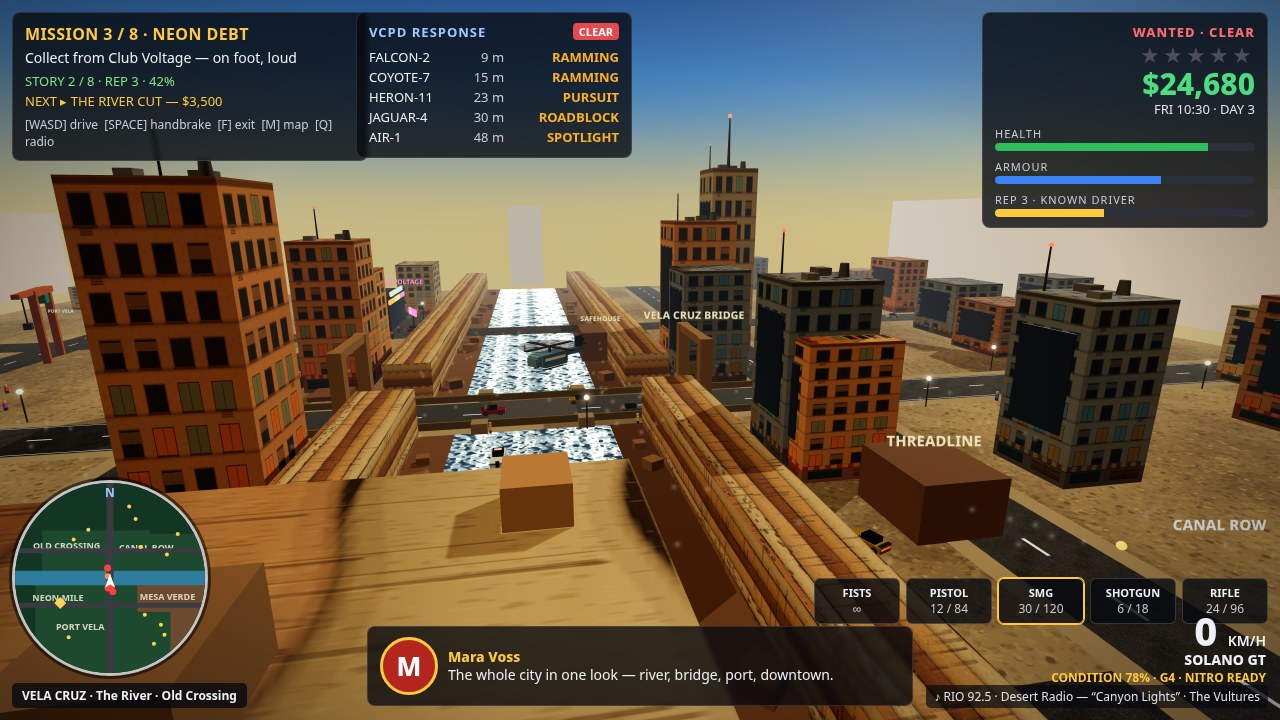 MISSION 3 / 8 · NEON DEBT
Collect from Club Voltage — on foot, loud
STORY 2 / 8 · REP 3 · 42%
NEXT ▸ THE RIVER CUT — $3,500
[WASD] drive [SPACE] handbrake [F] exit [M] map [Q]
radio
VCPD RESPONSE
CLEAR
FALCON-2 9 m RAMMING
COYOTE-7 15 m RAMMING
HERON-11 23 m PURSUIT
JAGUAR-4 30 m ROADBLOCK
AIR-1 48 m SPOTLIGHT
WANTED · CLEAR
★★★★★
$24,680
FRI 10:30 · DAY 3
HEALTH
ARMOUR
REP 3 · KNOWN DRIVER
PORT VELA
OLTAGE
SAFEHOUSE
VELA CRUZ BRIDGE
THREADLINE
CANAL ROW
N
OLD CROSSING
CANAL ROW
NEON MILE
MESA VERDE
PORT VELA
VELA CRUZ · The River · Old Crossing
M
Mara Voss
The whole city in one look — river, bridge, port, downtown.
FISTS
∞
PISTOL
12 / 84
SMG
30 / 120
SHOTGUN
6 / 18
RIFLE
24 / 96
0 KM/H
SOLANO GT
CONDITION 78% · G4 · NITRO READY
♪ RIO 92.5 · Desert Radio — “Canyon Lights” · The Vultures